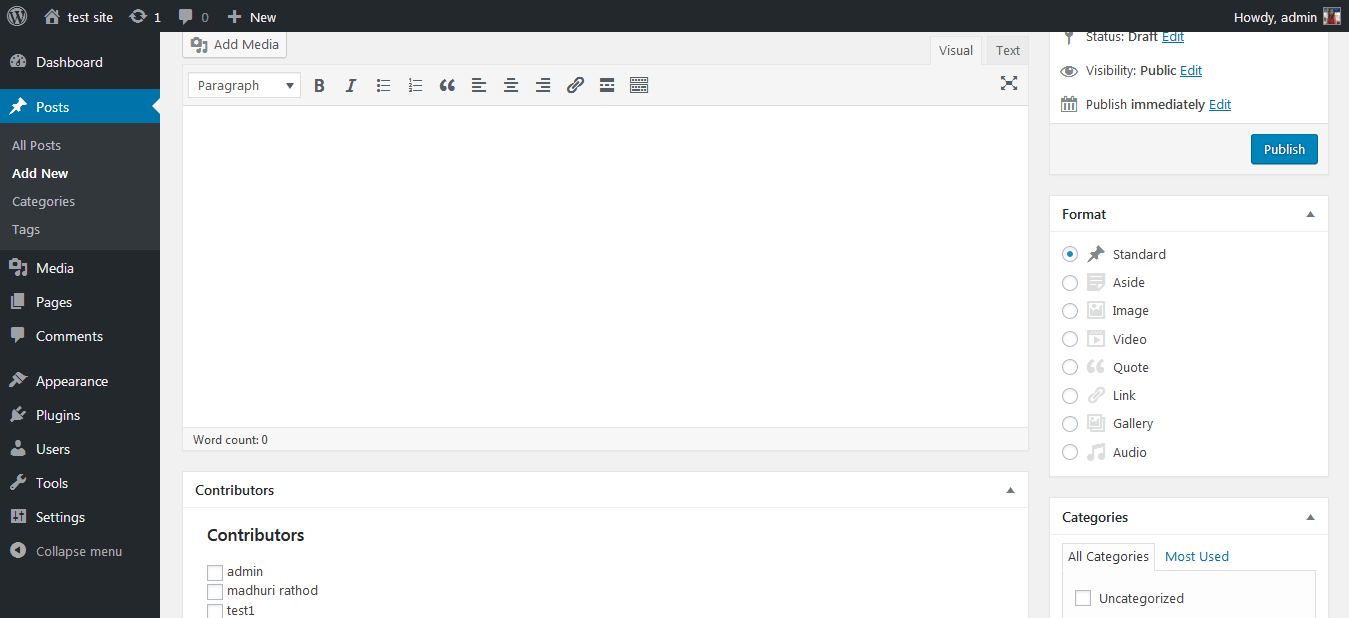 test site
1
0
New
Howdy, admin
Dashboard
Posts
All Posts
Add New
Categories
Tags
Media
Pages
Comments
Appearance
Plugins
Users
Tools
Settings
Collapse menu
Add Media
Visual
Text
Paragraph
B
I
Word count: 0
Contributors
Contributors
admin
madhuri rathod
test1
Status: Draft Edit
Visibility: Public Edit
Publish immediately Edit
Publish
Format
Standard
Aside
Image
Video
Quote
Link
Gallery
Audio
Categories
All Categories
Most Used
Uncategorized